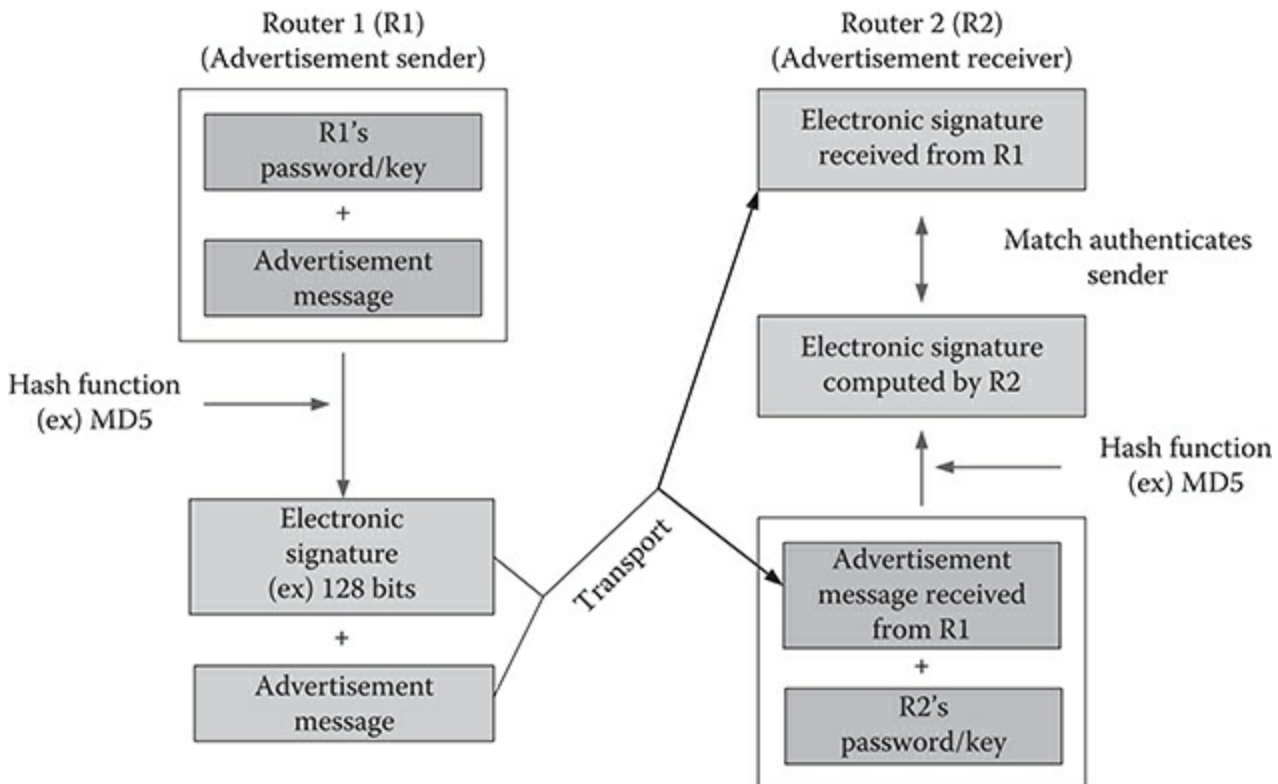 Router 1 (R1)
(Advertisement sender)
R1's
password/key
+
Advertisement
message
Hash function
(ex) MD5
Electronic
signature
(ex) 128 bits
+
Advertisement
message
Transport
Router 2 (R2)
(Advertisement receiver)
Electronic signature
received from R1
Match authenticates
sender
Electronic signature
computed by R2
Hash function
(ex) MD5
Advertisement
message received
from R1
+
R2's
password/key